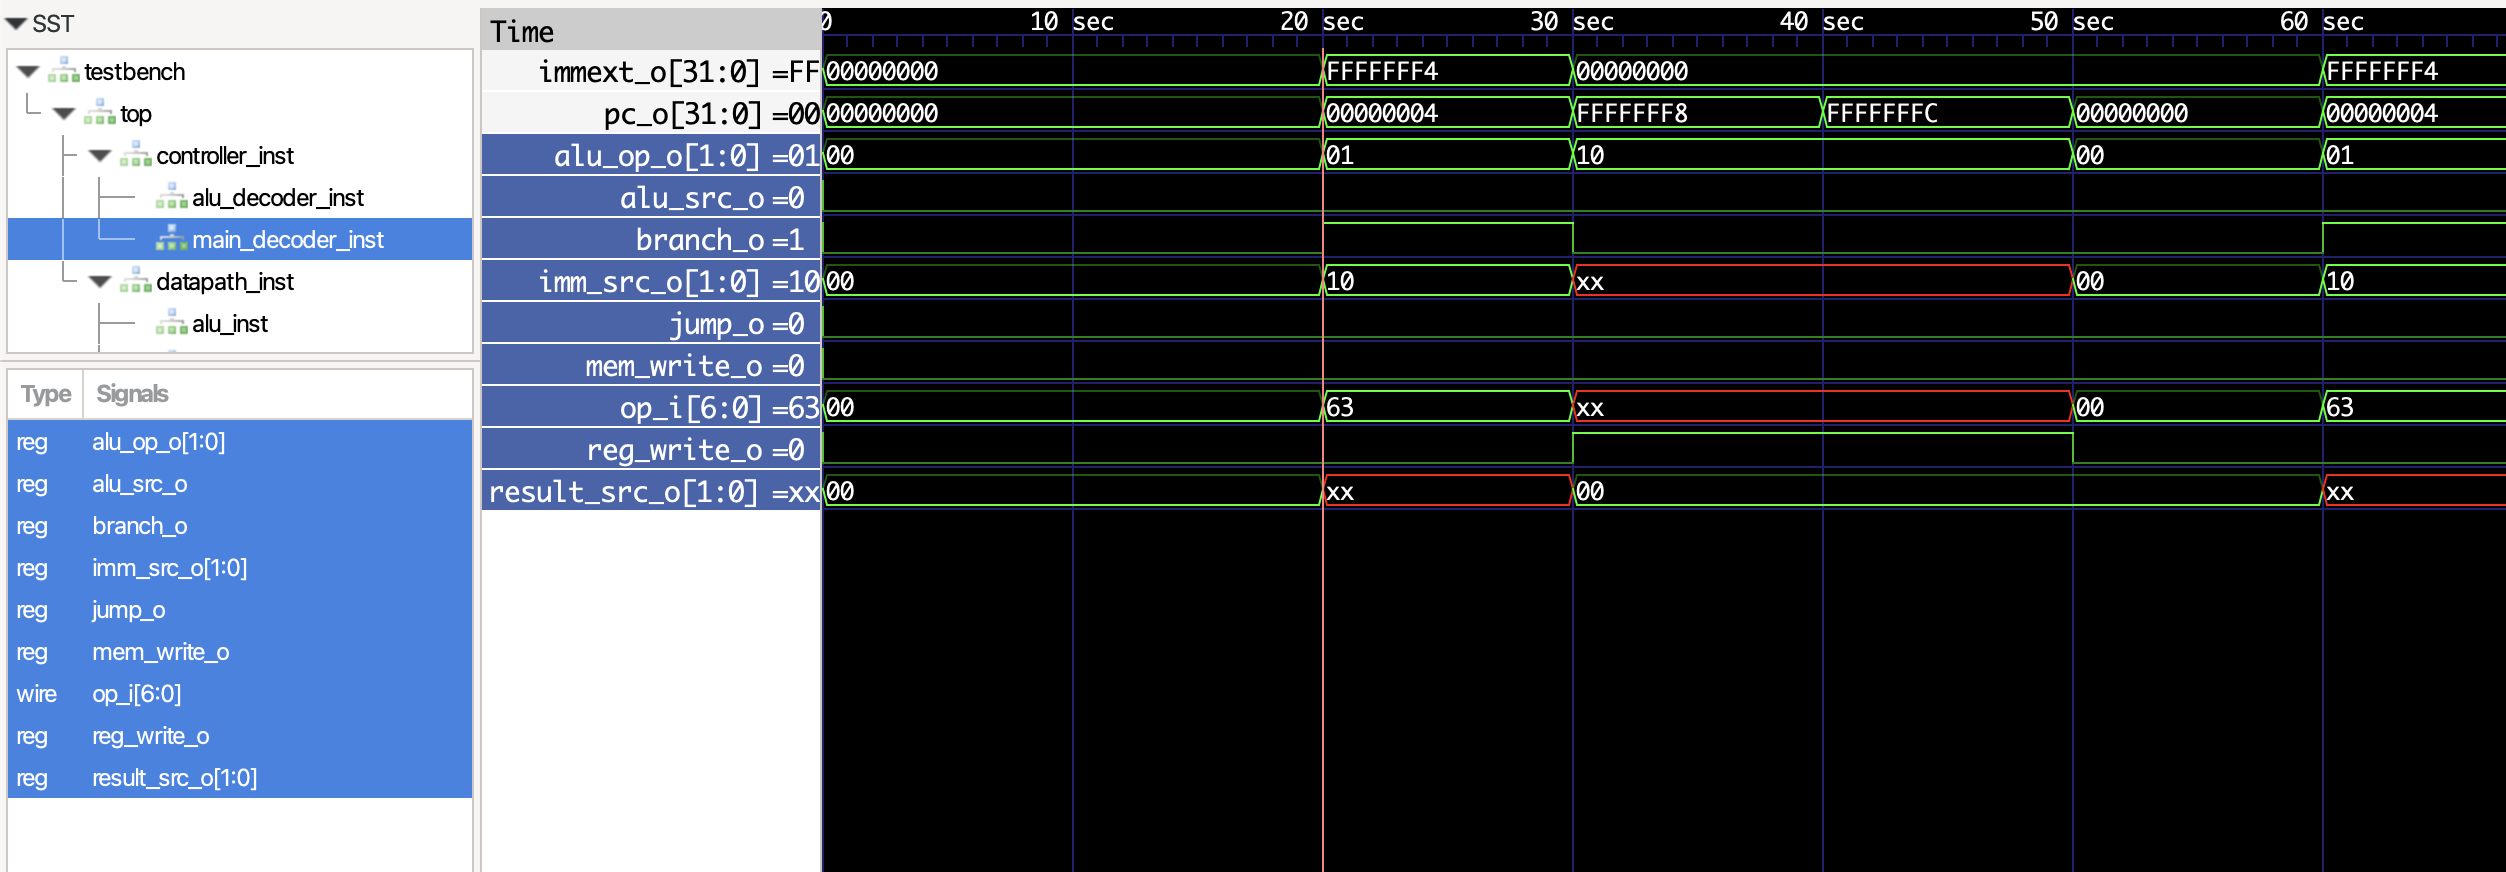 SST
testbench
top
controller_inst
alu_decoder_inst
main_decoder_inst
datapath_inst
alu_inst
Type Signals
reg alu_op_o[1:0]
reg alu_src_o
reg branch_o
reg imm_src_o[1:0]
reg jump_o
reg mem_write_o
wire op_i[6:0]
reg reg_write_o
reg result_src_o[1:0]
Time
0 10 sec 20 sec 30 sec 40 sec 50 sec 60 sec
immext_o[31:0] =FF 00000000 FFFFFFF4 00000000 FFFFFFF4
pc_o[31:0] =00 00000000 00000004 FFFFFFF8 FFFFFFFC 00000000 00000004
alu_op_o[1:0] =01 00 01 10 00 01
alu_src_o =0
branch_o =1
imm_src_o[1:0] =10 00 10 xx 00 10
jump_o =0
mem_write_o =0
op_i[6:0] =63 00 63 xx 00 63
reg_write_o =0
result_src_o[1:0] =xx 00 xx 00 xx